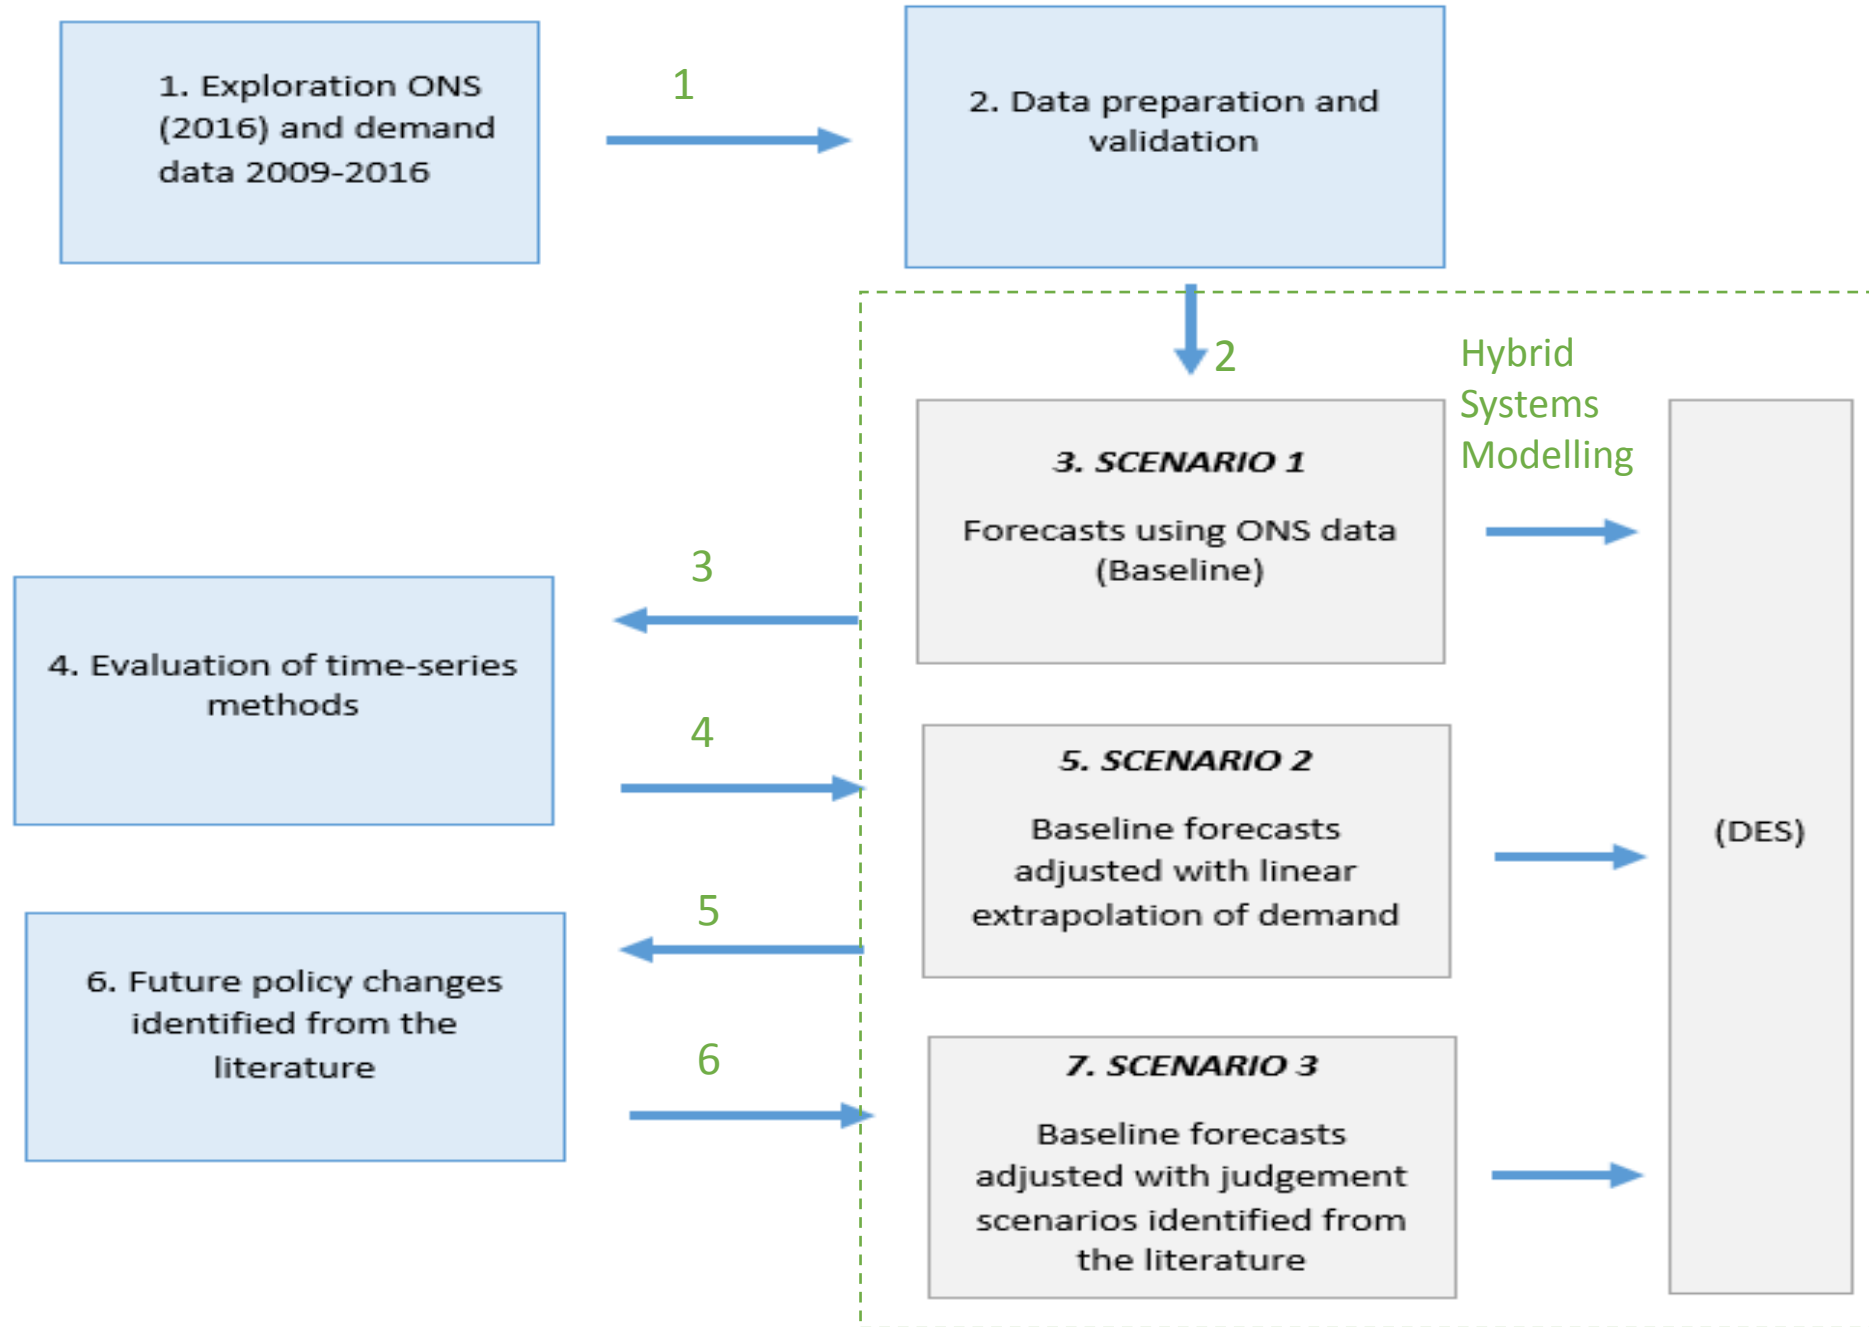 1. Exploration ONS
(2016) and demand
data 2009-2016
1
2. Data preparation and
validation
2
Hybrid
Systems
Modelling
3. SCENARIO 1
Forecasts using ONS data
(Baseline)
3
4. Evaluation of time-series
methods
4
5. SCENARIO 2
Baseline forecasts
adjusted with linear
extrapolation of demand
(DES)
5
6. Future policy changes
identified from the
literature
6
7. SCENARIO 3
Baseline forecasts
adjusted with judgement
scenarios identified from
the literature